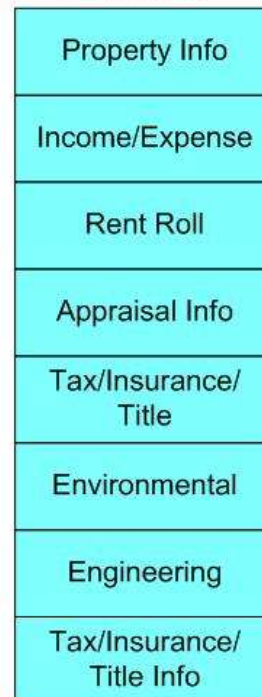 Property Info
Income/Expense
Rent Roll
Appraisal Info
Tax/Insurance/
Title
Environmental
Engineering
Tax/Insurance/
Title Info